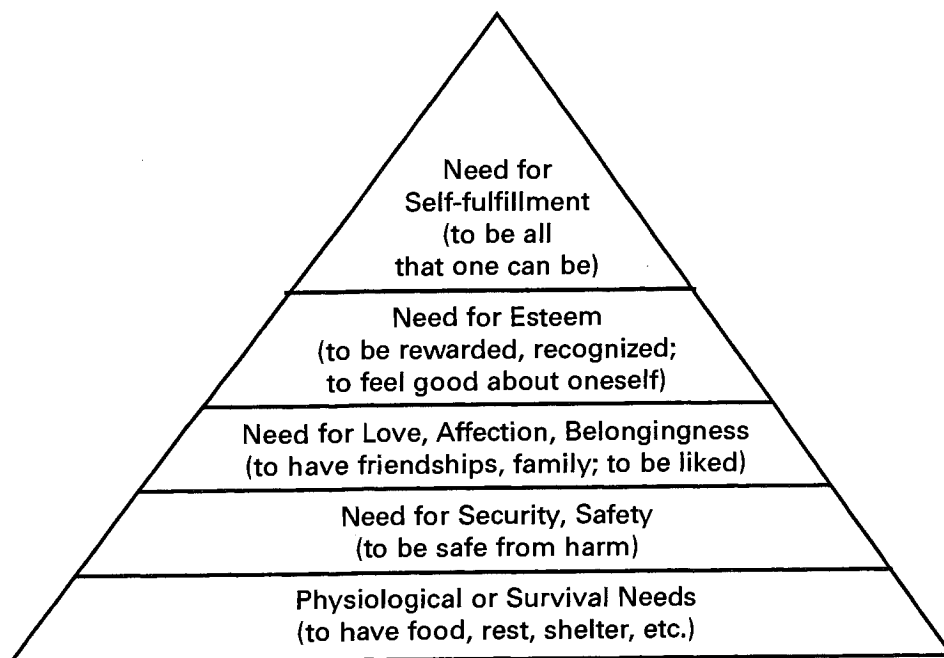 Need for
Self-fulfillment
(to be all
that one can be)
Need for Esteem
(to be rewarded, recognized;
to feel good about oneself)
Need for Love, Affection, Belongingness
(to have friendships, family; to be liked)
Need for Security, Safety
(to be safe from harm)
Physiological or Survival Needs
(to have food, rest, shelter, etc.)